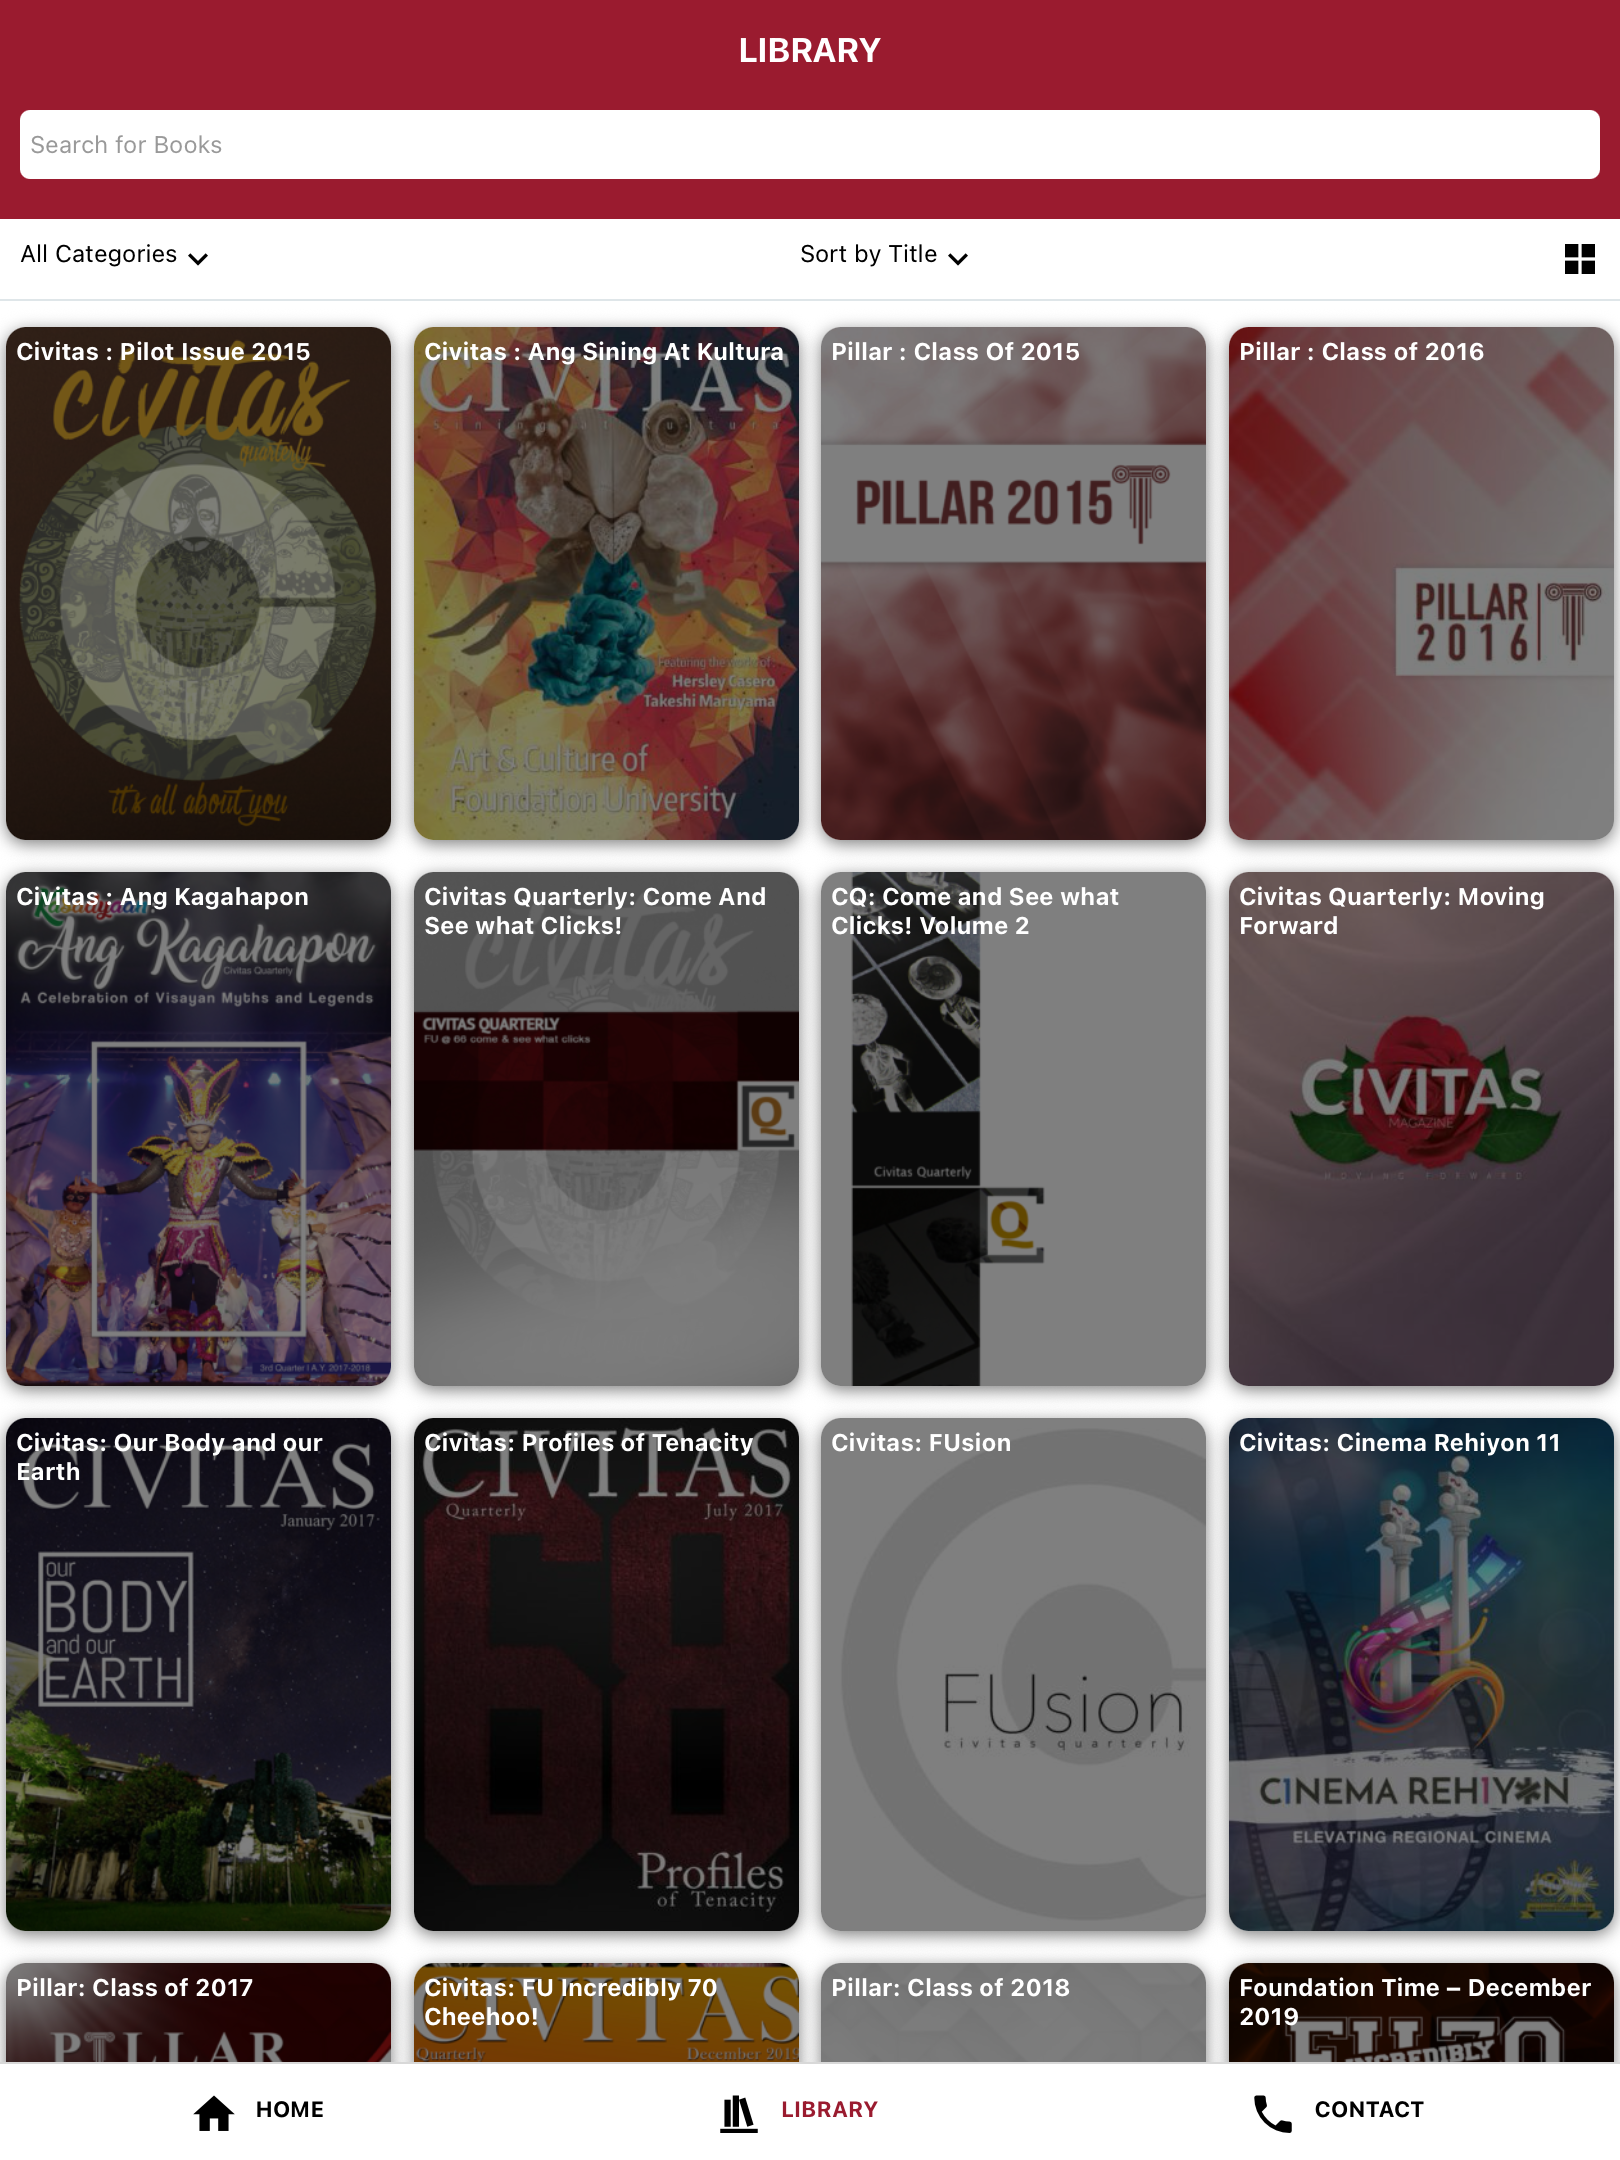 LIBRARY
Search for Books
All Categories
Sort by Title
Civitas : Pilot Issue 2015
civitas
quarterly
it's all about you
Civitas : Ang Sining At Kultura
CIVITAS
Sining at Kultura
Featuring the works of:
Hersley Casero
Takeshi Maruyama
Art & Culture of
Foundation University
Pillar : Class Of 2015
PILLAR 2015
Pillar : Class of 2016
PILLAR
2016
Civitas : Ang Kagahapon
Kasadyaan:
Ang Kagahapon
Civitas Quarterly
A Celebration of Visayan Myths and Legends
3rd Quarter I A.Y. 2017-2018
Civitas Quarterly: Come And
See what Clicks!
civitas
quarterly
CIVITAS QUARTERLY
FU @ 66 come & see what clicks
Q
CQ: Come and See what
Clicks! Volume 2
Civitas Quarterly
Q
Civitas Quarterly: Moving
Forward
CIVITAS
MAGAZINE
MOVING FORWARD
Civitas: Our Body and our
Earth
CIVITAS
January 2017
our
BODY
and our
EARTH
Civitas: Profiles of Tenacity
CIVITAS
Quarterly
July 2017
68
Profiles
of Tenacity
Civitas: FUsion
FUsion
civitas quarterly
Civitas: Cinema Rehiyon 11
C1NEMA REH1YON
ELEVATING REGIONAL CINEMA
Pillar: Class of 2017
PILLAR
Civitas: FU Incredibly 70
Cheehoo!
CIVITAS
Quarterly
December 2019
Pillar: Class of 2018
Foundation Time – December
2019
FU 70
INCREDIBLY
HOME
LIBRARY
CONTACT